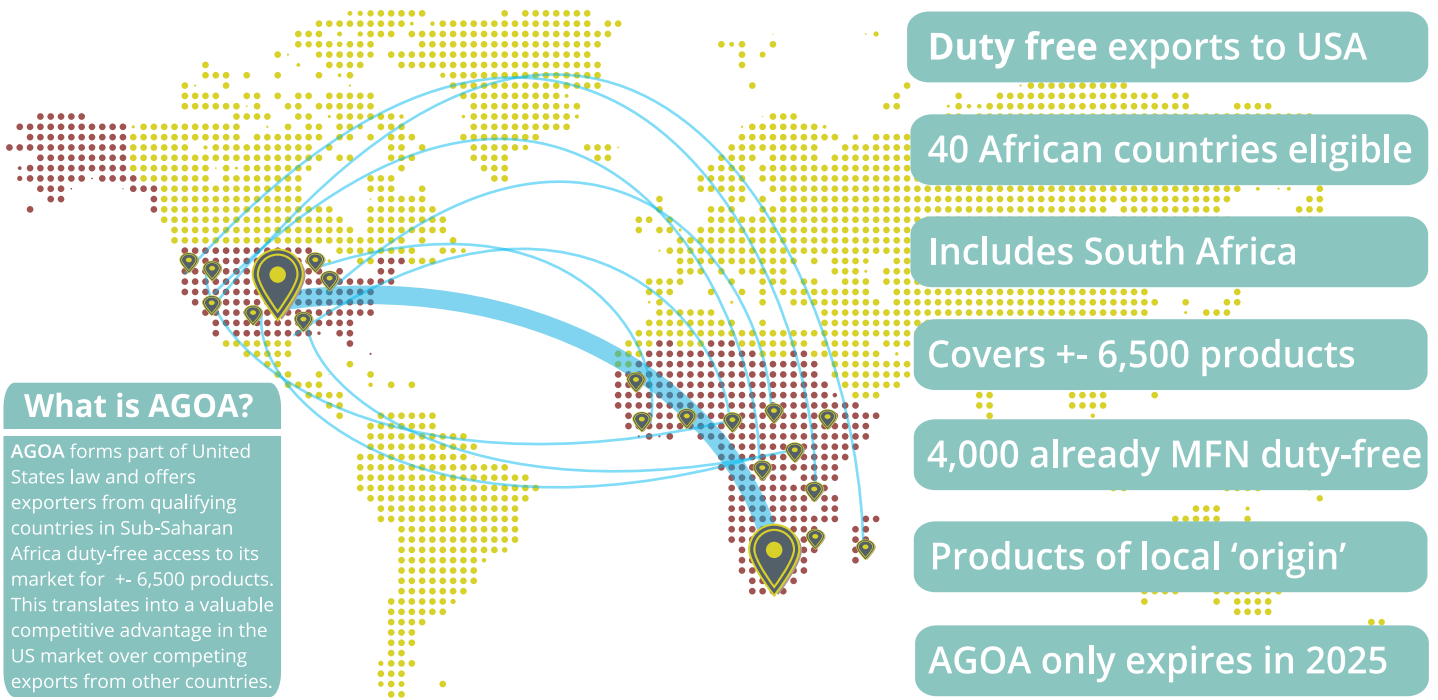 Duty free exports to USA
40 African countries eligible
Includes South Africa
Covers +- 6,500 products
4,000 already MFN duty-free
Products of local ‘origin’
AGOA only expires in 2025
What is AGOA?
AGOA forms part of United
States law and offers
exporters from qualifying
countries in Sub-Saharan
Africa duty-free access to its
market for +- 6,500 products.
This translates into a valuable
competitive advantage in the
US market over competing
exports from other countries.